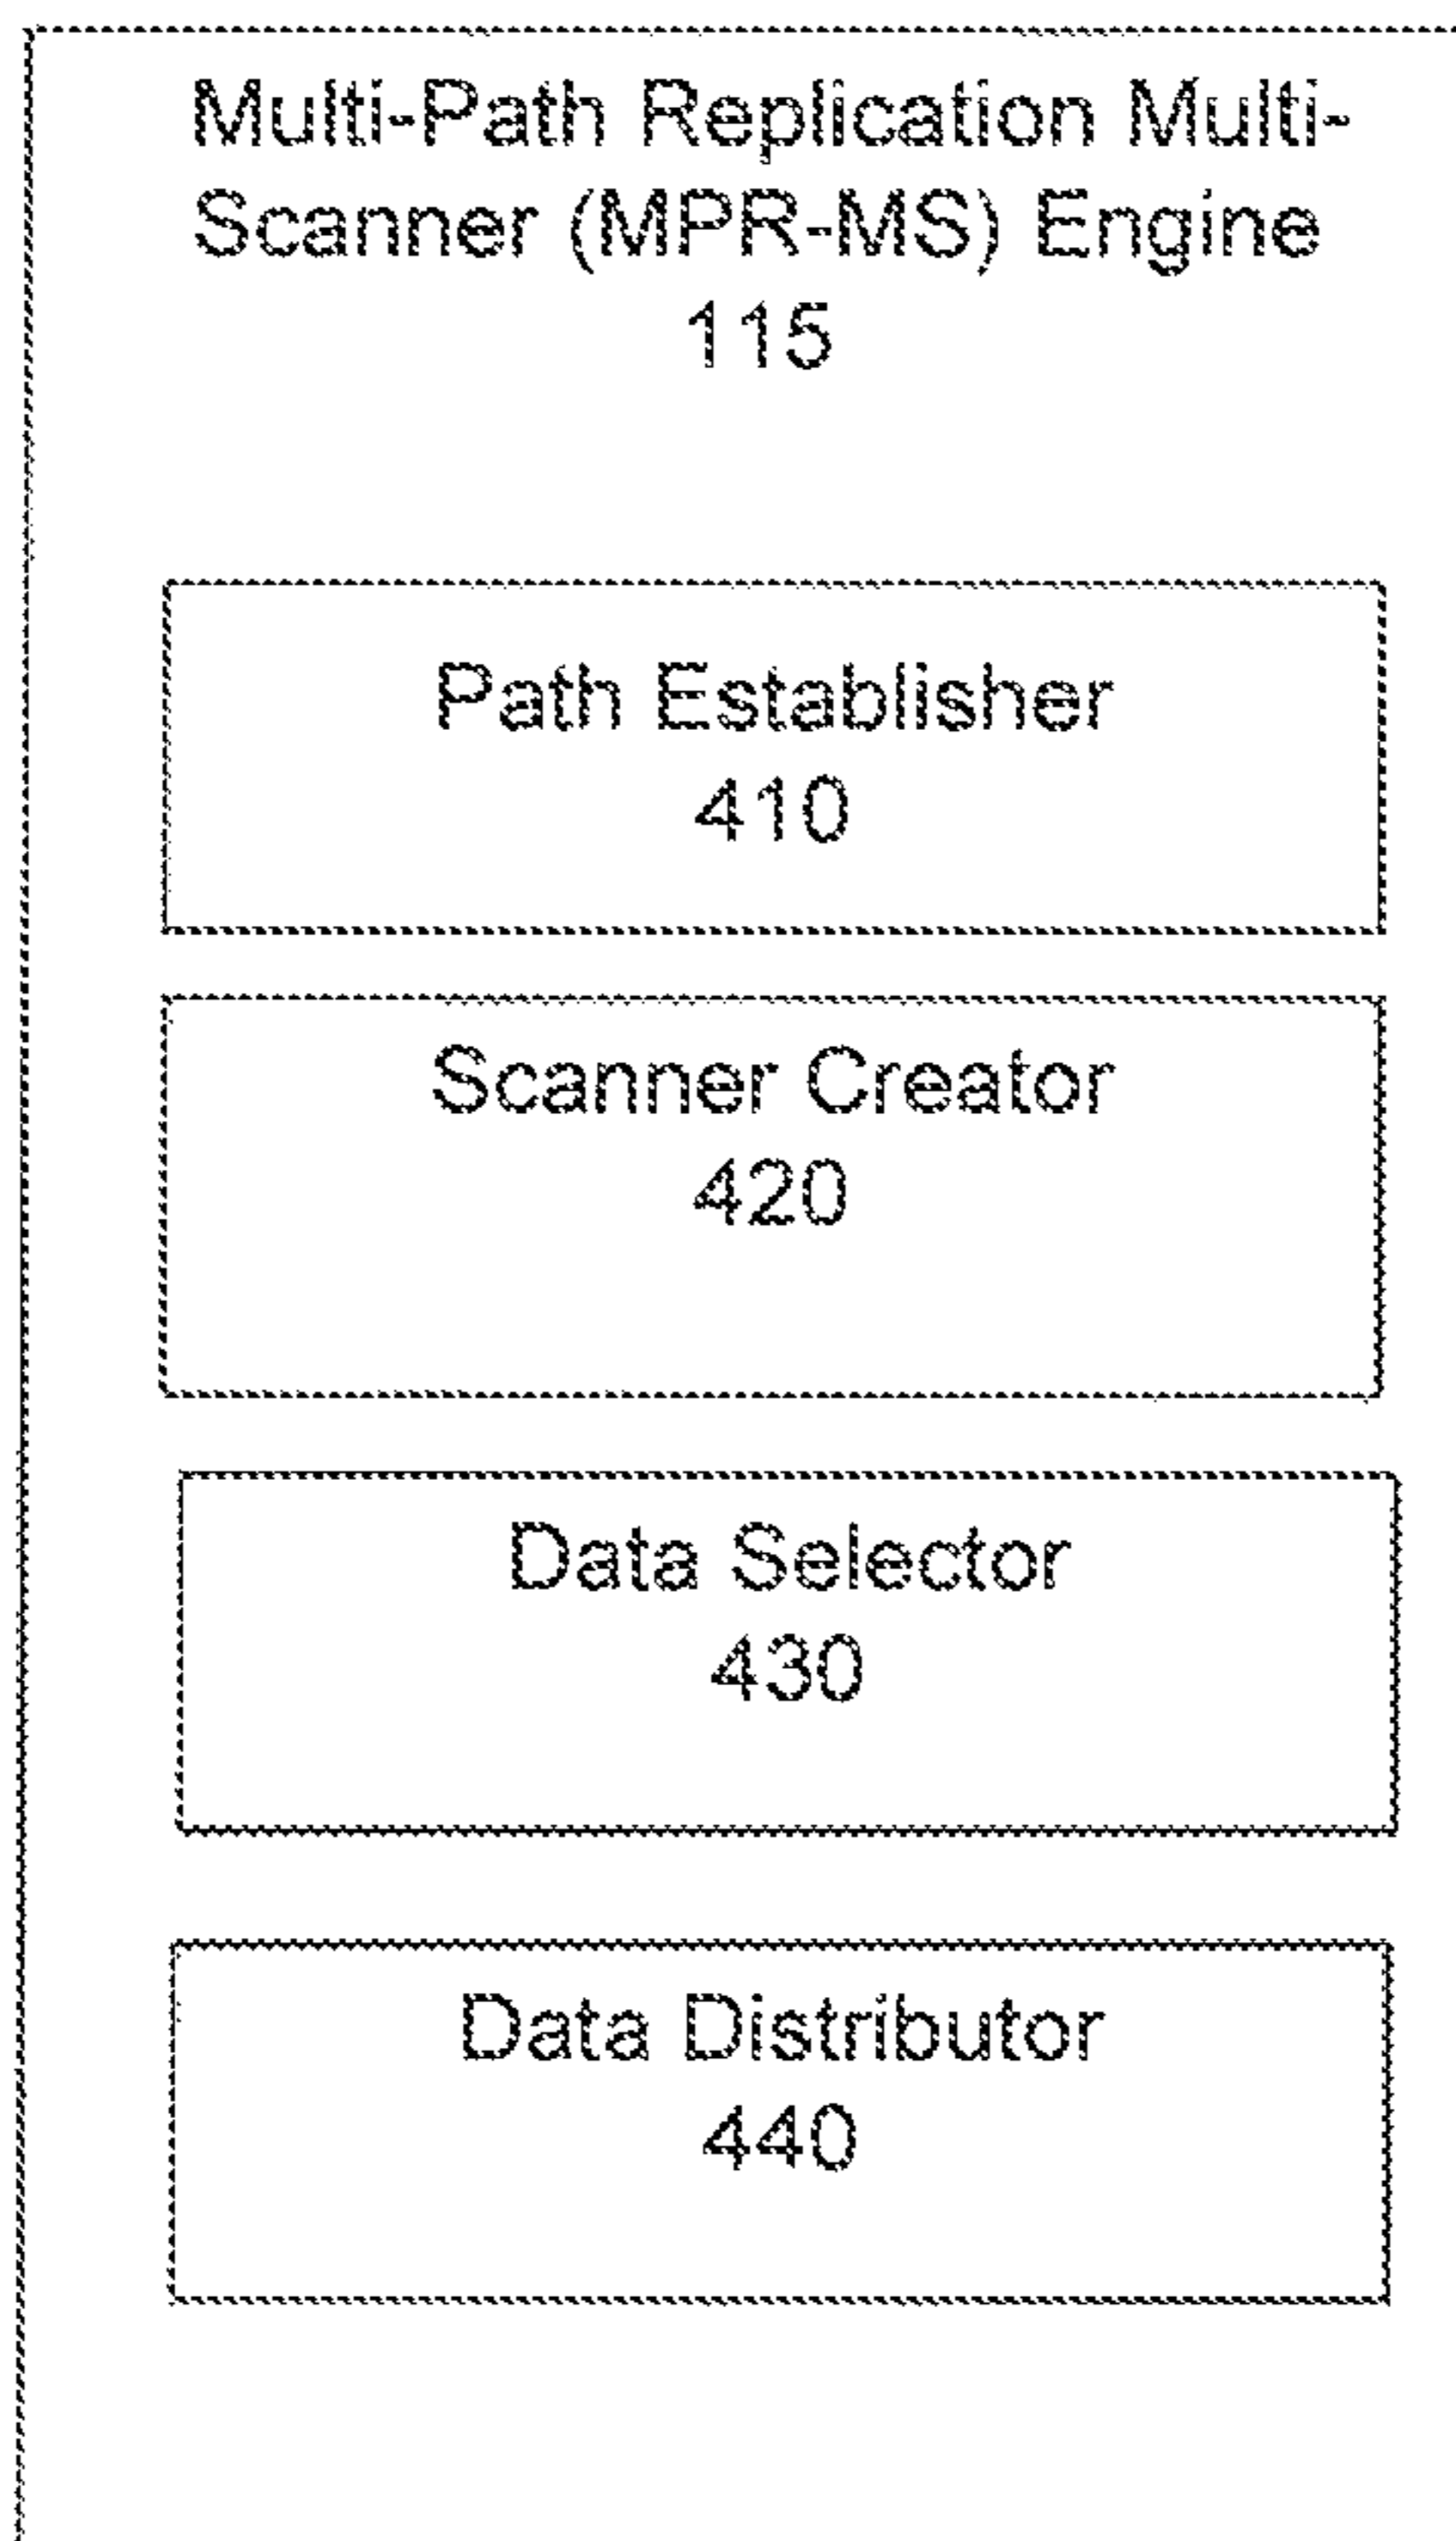 Multi-Path Replication Multi-
Scanner (MPR-MS) Engine
115
Path Establisher
410
Scanner Creator
420
Data Selector
430
Data Distributor
440